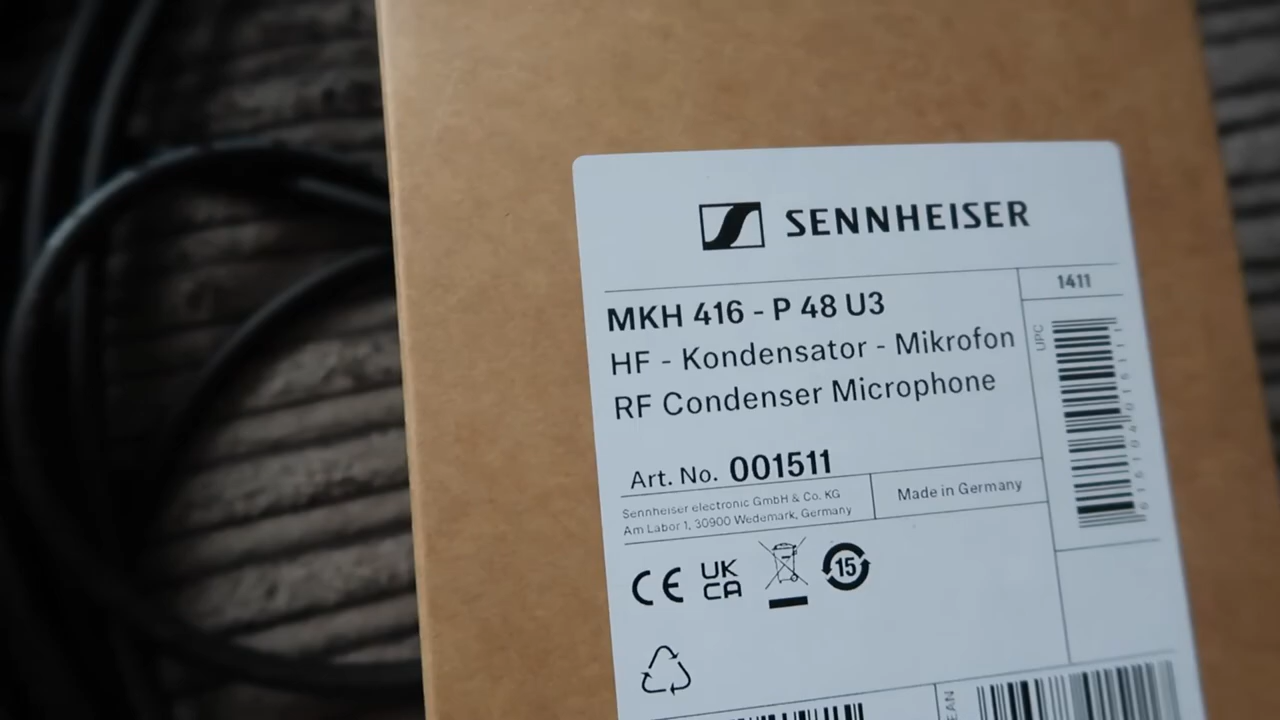 SENNHEISER
MKH 416 - P 48 U3
HF - Kondensator - Mikrofon
RF Condenser Microphone
Art. No. 001511
Sennheiser electronic GmbH & Co. KG
Am Labor 1, 30900 Wedemark, Germany
Made in Germany
CE
UK
CA
15
1411
UPC
EAN